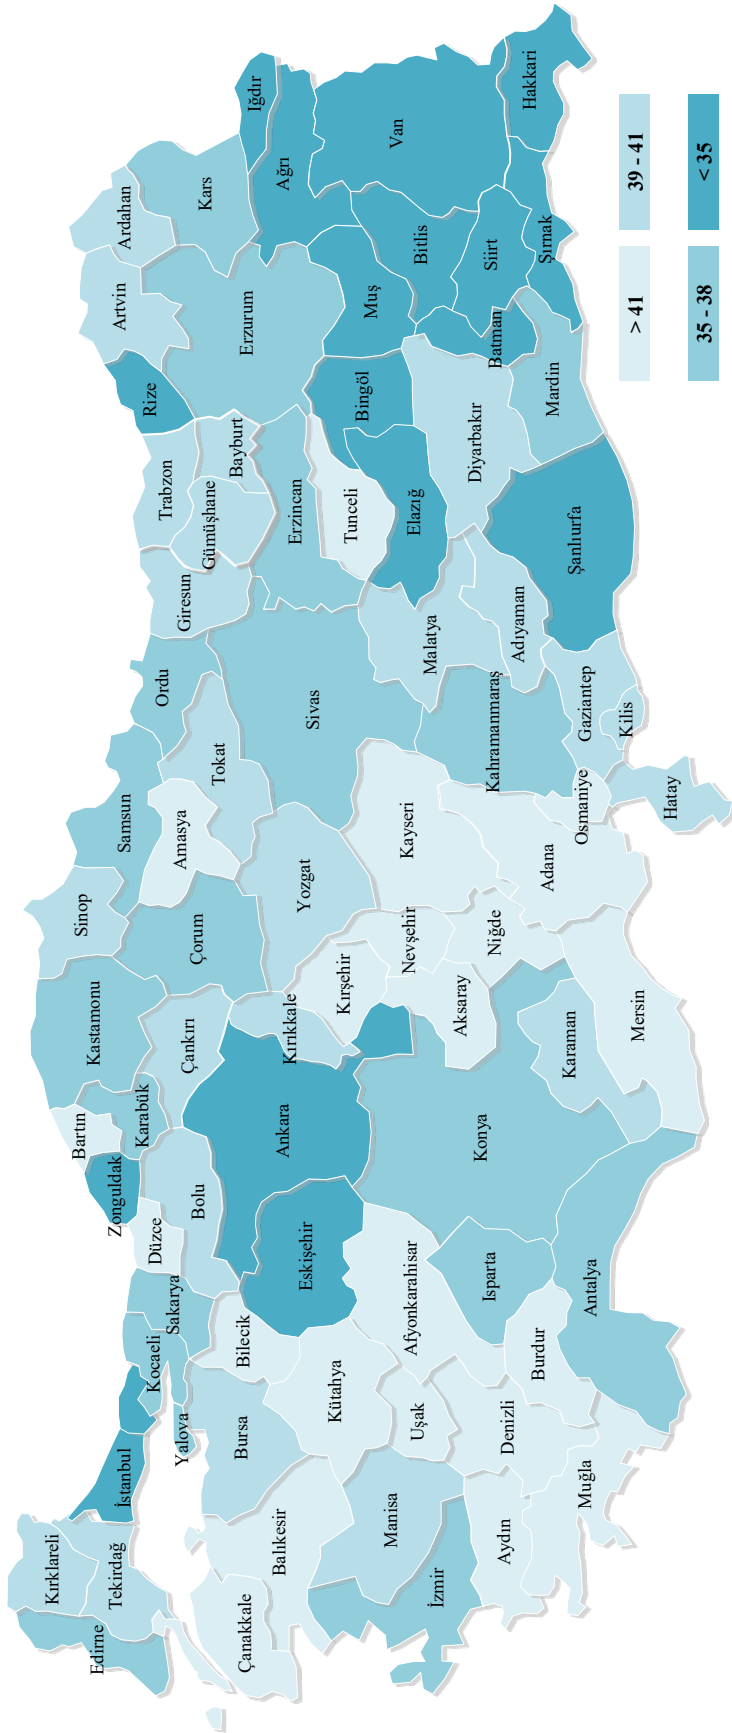 Kırklareli
Bartın
Sinop
Edirne
Kastamonu
Tekirdağ
İstanbul
Zonguldak
Samsun
Artvin
Ardahan
Kocaeli
Düzce
Karabük
Ordu
Trabzon
Rize
Yalova
Sakarya
Bolu
Çankırı
Çorum
Amasya
Giresun
Gümüşhane
Kars
Çanakkale
Bursa
Bilecik
Tokat
Bayburt
Erzurum
Iğdır
Balıkesir
Ankara
Kırıkkale
Erzincan
Ağrı
Kütahya
Eskişehir
Kırşehir
Yozgat
Sivas
Tunceli
Manisa
Bingöl
Muş
Van
Uşak
Afyonkarahisar
Nevşehir
Kayseri
Malatya
Elazığ
Bitlis
İzmir
Konya
Aksaray
Diyarbakır
Siirt
Aydın
Denizli
Isparta
Niğde
Kahramanmaraş
Adıyaman
Batman
Burdur
Adana
Mardin
Şırnak
Hakkari
Muğla
Antalya
Karaman
Osmaniye
Gaziantep
Şanlıurfa
Mersin
Kilis
Hatay
> 41
39 - 41
35 - 38
< 35